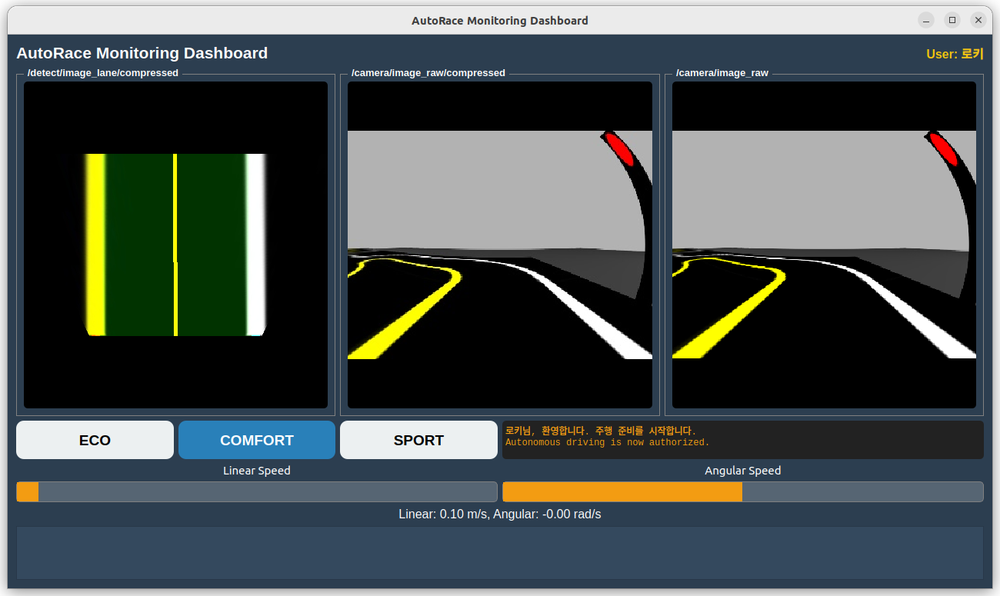 AutoRace Monitoring Dashboard
AutoRace Monitoring Dashboard
User: 로키
/detect/image_lane/compressed
/camera/image_raw/compressed
/camera/image_raw
ECO
COMFORT
SPORT
로키님, 환영합니다. 주행 준비를 시작합니다.
Autonomous driving is now authorized.
Linear Speed
Angular Speed
Linear: 0.10 m/s, Angular: -0.00 rad/s